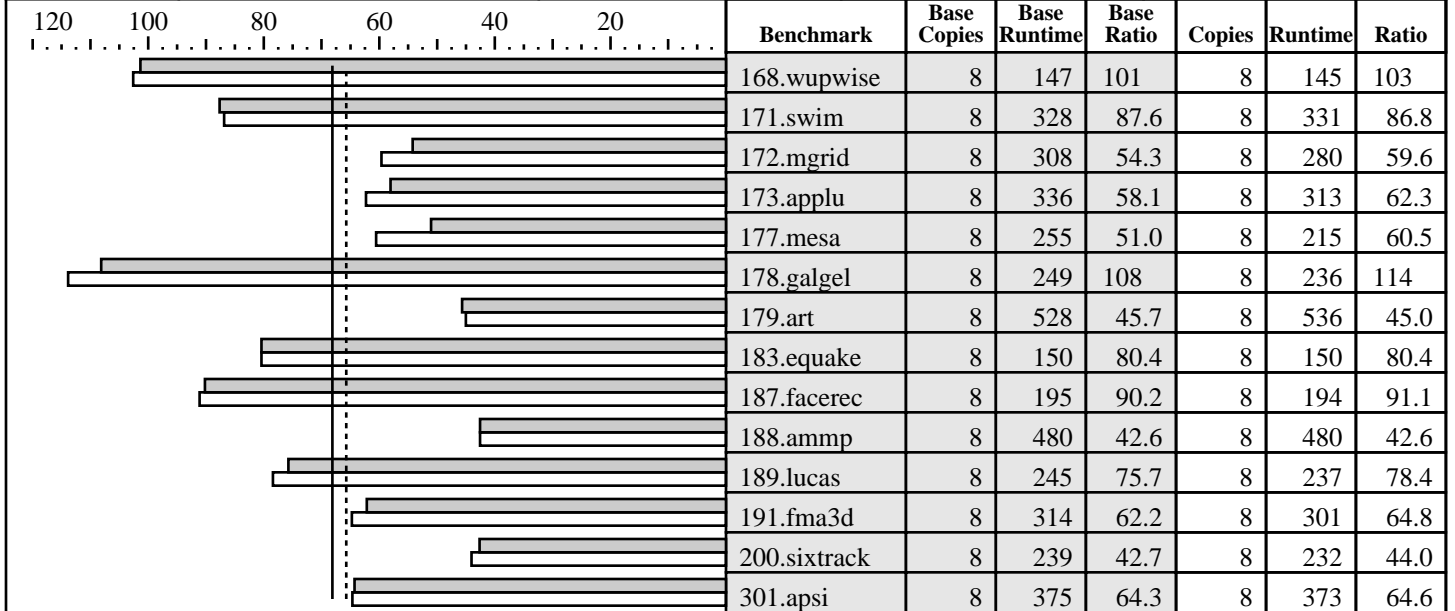 120 100 80 60 40 20
Benchmark Base Copies Base Runtime Base Ratio Copies Runtime Ratio
168.wupwise 8 147 101 8 145 103
171.swim 8 328 87.6 8 331 86.8
172.mgrid 8 308 54.3 8 280 59.6
173.applu 8 336 58.1 8 313 62.3
177.mesa 8 255 51.0 8 215 60.5
178.galgel 8 249 108 8 236 114
179.art 8 528 45.7 8 536 45.0
183.equake 8 150 80.4 8 150 80.4
187.facerec 8 195 90.2 8 194 91.1
188.ammp 8 480 42.6 8 480 42.6
189.lucas 8 245 75.7 8 237 78.4
191.fma3d 8 314 62.2 8 301 64.8
200.sixtrack 8 239 42.7 8 232 44.0
301.apsi 8 375 64.3 8 373 64.6